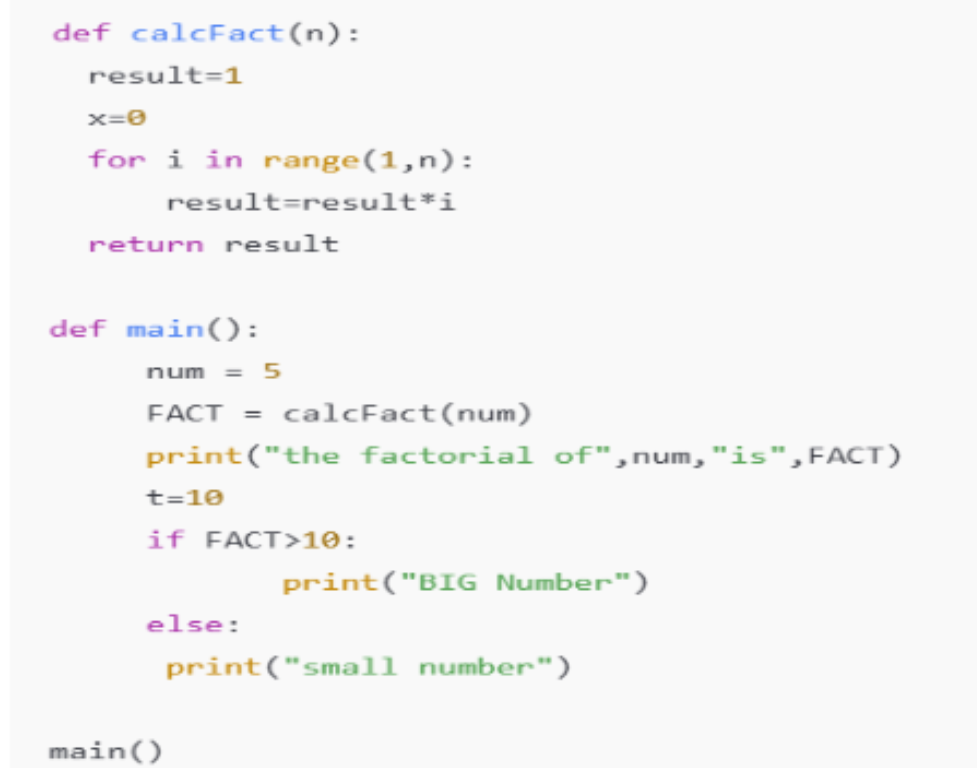 def calcFact(n):
  result=1
  x=0
  for i in range(1,n):
      result=result*i
  return result

def main():
     num = 5
     FACT = calcFact(num)
     print("the factorial of",num,"is",FACT)
     t=10
     if FACT>10:
            print("BIG Number")
     else:
      print("small number")

main()